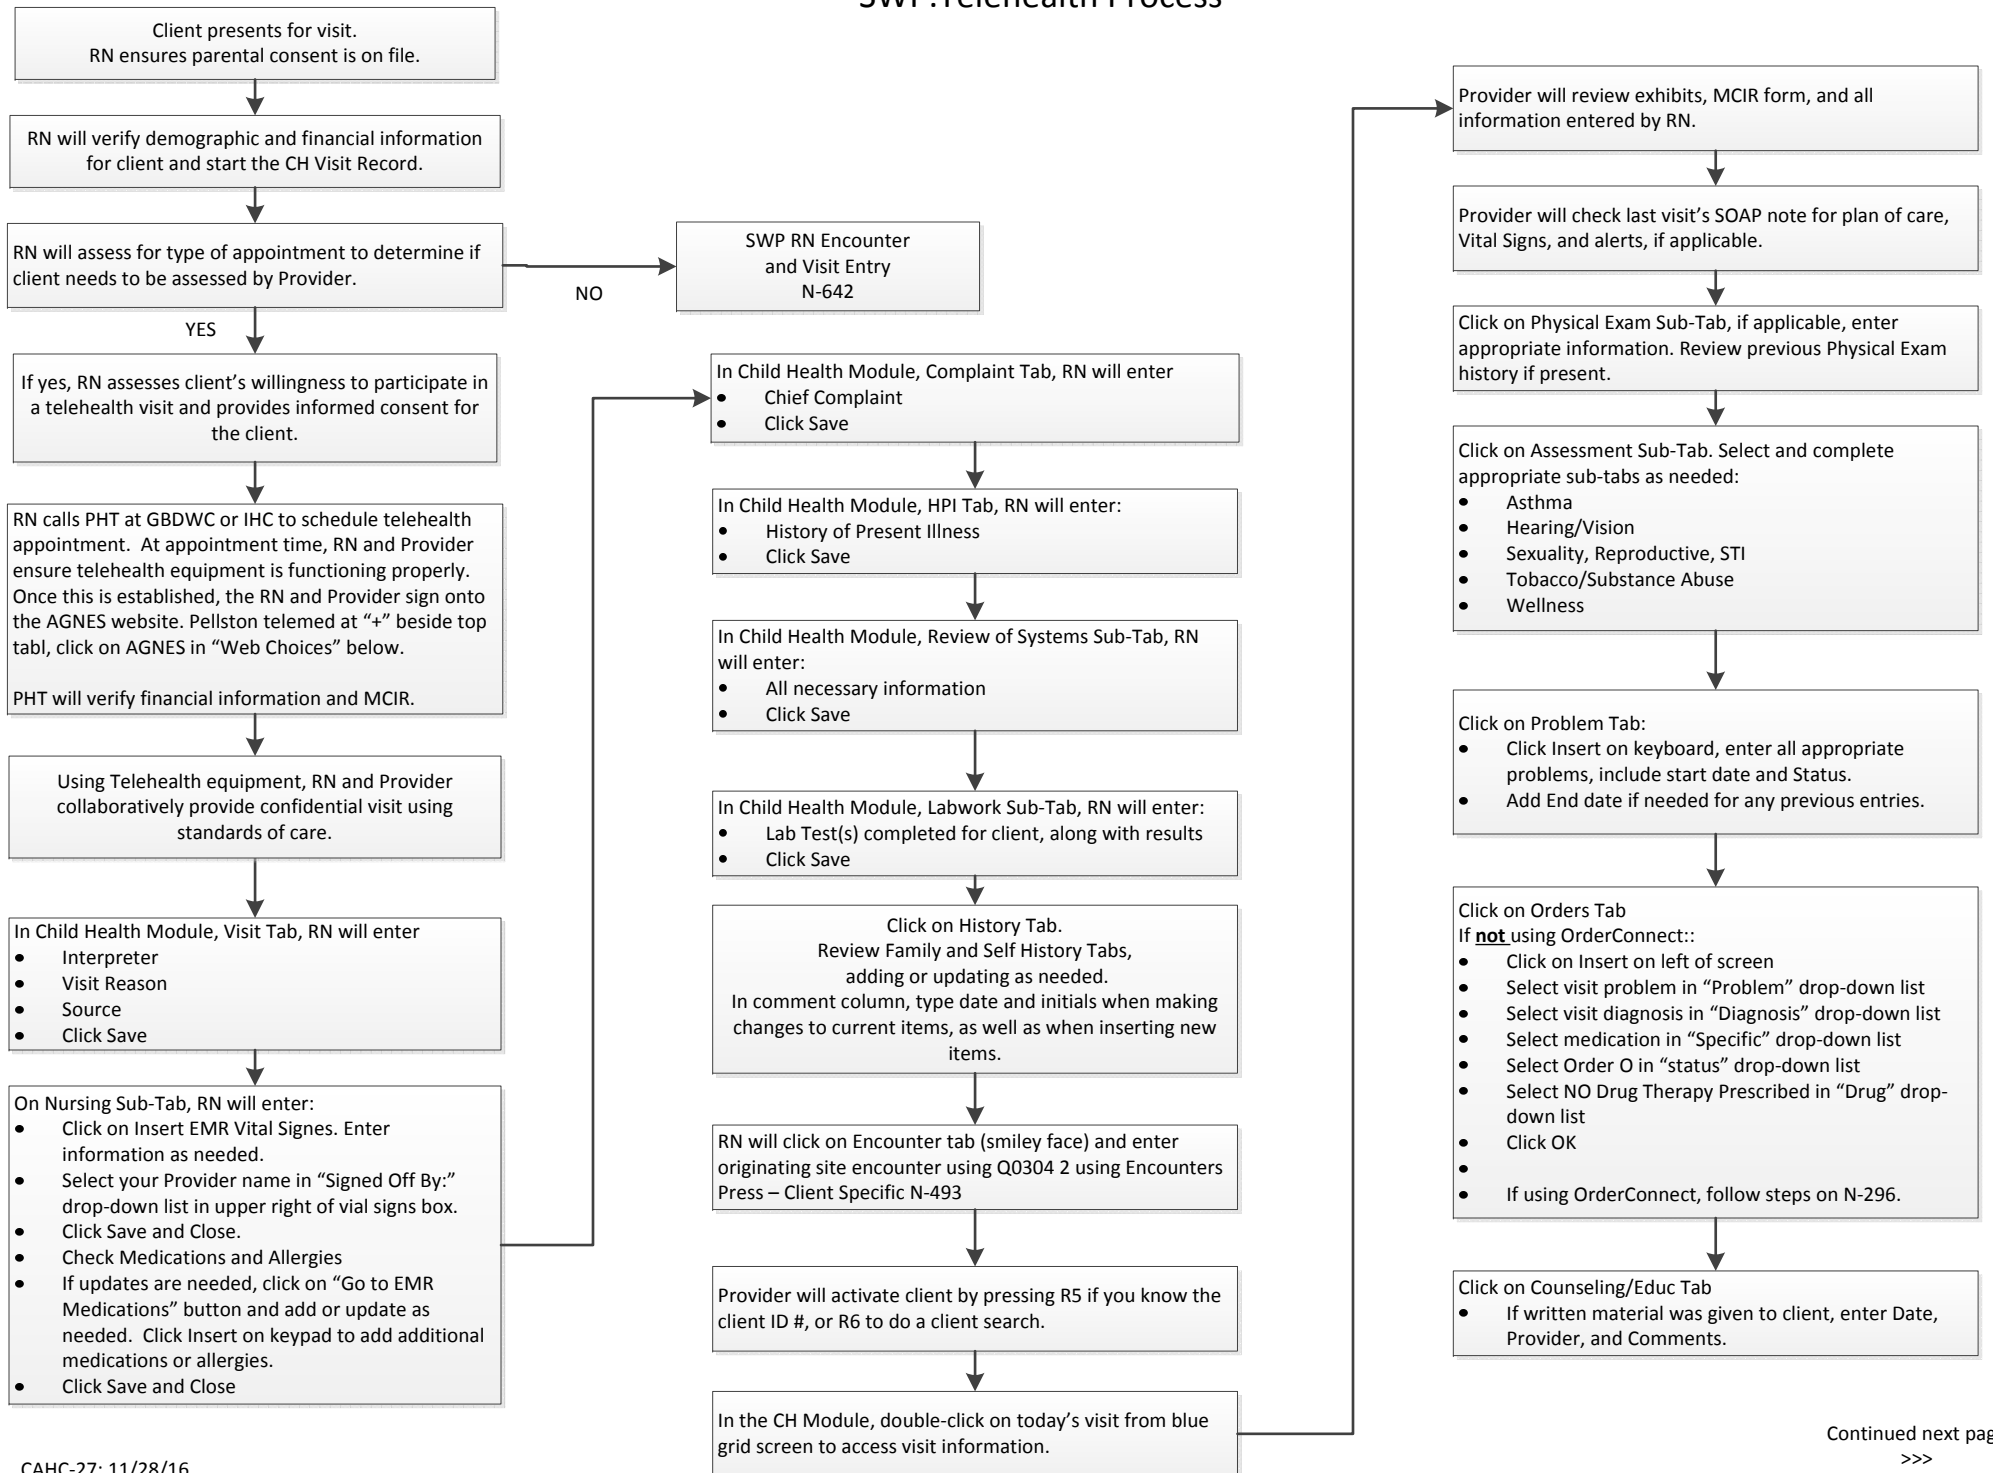 SWP:Telehealth Process
Client presents for visit.
RN ensures parental consent is on file.
RN will verify demographic and financial information
for client and start the CH Visit Record.
RN will assess for type of appointment to determine if
client needs to be assessed by Provider.
NO
SWP RN Encounter
and Visit Entry
N-642
YES
If yes, RN assesses client’s willingness to participate in
a telehealth visit and provides informed consent for
the client.
RN calls PHT at GBDWC or IHC to schedule telehealth
appointment.  At appointment time, RN and Provider
ensure telehealth equipment is functioning properly.
Once this is established, the RN and Provider sign onto
the AGNES website. Pellston telemed at “+” beside top
tabl, click on AGNES in “Web Choices” below.
PHT will verify financial information and MCIR.
Using Telehealth equipment, RN and Provider
collaboratively provide confidential visit using
standards of care.
In Child Health Module, Visit Tab, RN will enter
• Interpreter
• Visit Reason
• Source
• Click Save
On Nursing Sub-Tab, RN will enter:
• Click on Insert EMR Vital Signes. Enter
information as needed.
• Select your Provider name in “Signed Off By:”
drop-down list in upper right of vial signs box.
• Click Save and Close.
• Check Medications and Allergies
• If updates are needed, click on “Go to EMR
Medications” button and add or update as
needed.  Click Insert on keypad to add additional
medications or allergies.
• Click Save and Close
In Child Health Module, Complaint Tab, RN will enter
• Chief Complaint
• Click Save
In Child Health Module, HPI Tab, RN will enter:
• History of Present Illness
• Click Save
In Child Health Module, Review of Systems Sub-Tab, RN
will enter:
• All necessary information
• Click Save
In Child Health Module, Labwork Sub-Tab, RN will enter:
• Lab Test(s) completed for client, along with results
• Click Save
Click on History Tab.
Review Family and Self History Tabs,
adding or updating as needed.
In comment column, type date and initials when making
changes to current items, as well as when inserting new
items.
RN will click on Encounter tab (smiley face) and enter
originating site encounter using Q0304 2 using Encounters
Press – Client Specific N-493
Provider will activate client by pressing R5 if you know the
client ID #, or R6 to do a client search.
In the CH Module, double-click on today’s visit from blue
grid screen to access visit information.
Provider will review exhibits, MCIR form, and all
information entered by RN.
Provider will check last visit’s SOAP note for plan of care,
Vital Signs, and alerts, if applicable.
Click on Physical Exam Sub-Tab, if applicable, enter
appropriate information. Review previous Physical Exam
history if present.
Click on Assessment Sub-Tab. Select and complete
appropriate sub-tabs as needed:
• Asthma
• Hearing/Vision
• Sexuality, Reproductive, STI
• Tobacco/Substance Abuse
• Wellness
Click on Problem Tab:
• Click Insert on keyboard, enter all appropriate
problems, include start date and Status.
• Add End date if needed for any previous entries.
Click on Orders Tab
If not using OrderConnect::
• Click on Insert on left of screen
• Select visit problem in “Problem” drop-down list
• Select visit diagnosis in “Diagnosis” drop-down list
• Select medication in “Specific” drop-down list
• Select Order O in “status” drop-down list
• Select NO Drug Therapy Prescribed in “Drug” drop-
down list
• Click OK
•
• If using OrderConnect, follow steps on N-296.
Click on Counseling/Educ Tab
• If written material was given to client, enter Date,
Provider, and Comments.
Continued next pag
>>>
CAHC-27: 11/28/16